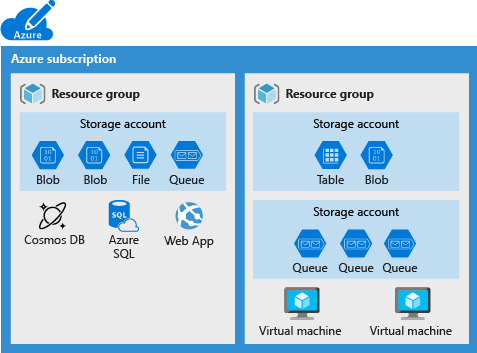 Azure
Azure subscription
Resource group
Storage account
Blob
Blob
File
Queue
Cosmos DB
Azure
SQL
Web App
Resource group
Storage account
Table
Blob
Storage account
Queue
Queue
Queue
Virtual machine
Virtual machine